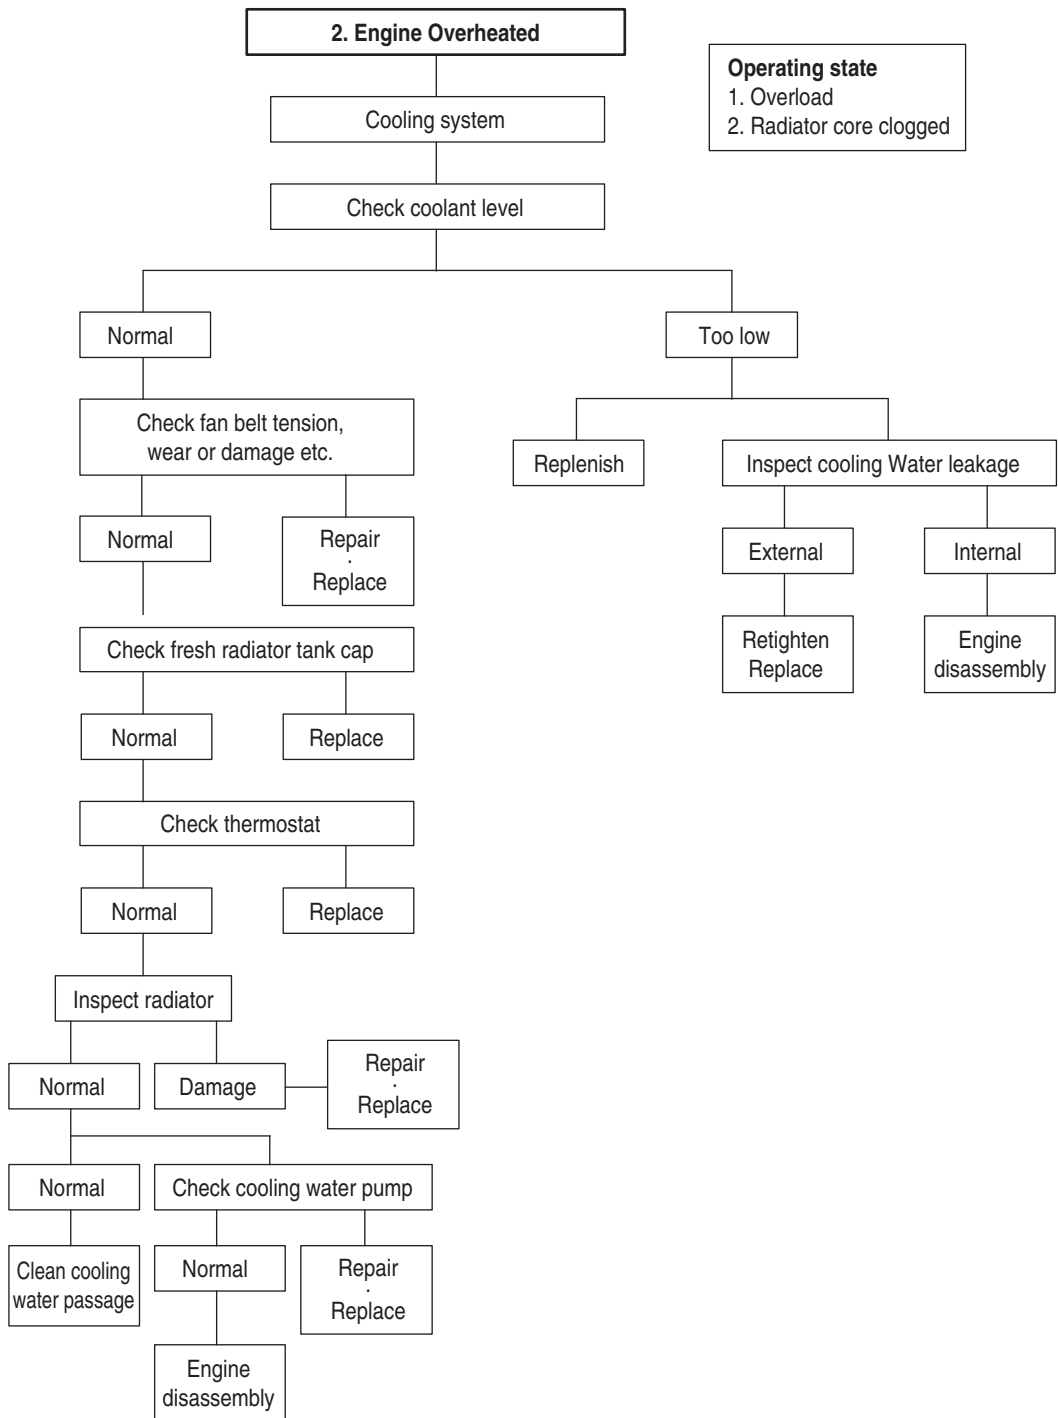 2. Engine Overheated
Operating state
1. Overload
2. Radiator core clogged
Cooling system
Check coolant level
Normal
Too low
Check fan belt tension,
wear or damage etc.
Replenish
Inspect cooling Water leakage
Normal
Repair
·
Replace
External
Internal
Retighten
Replace
Engine
disassembly
Check fresh radiator tank cap
Normal
Replace
Check thermostat
Normal
Replace
Inspect radiator
Normal
Damage
Repair
·
Replace
Normal
Check cooling water pump
Clean cooling
water passage
Normal
Repair
·
Replace
Engine
disassembly